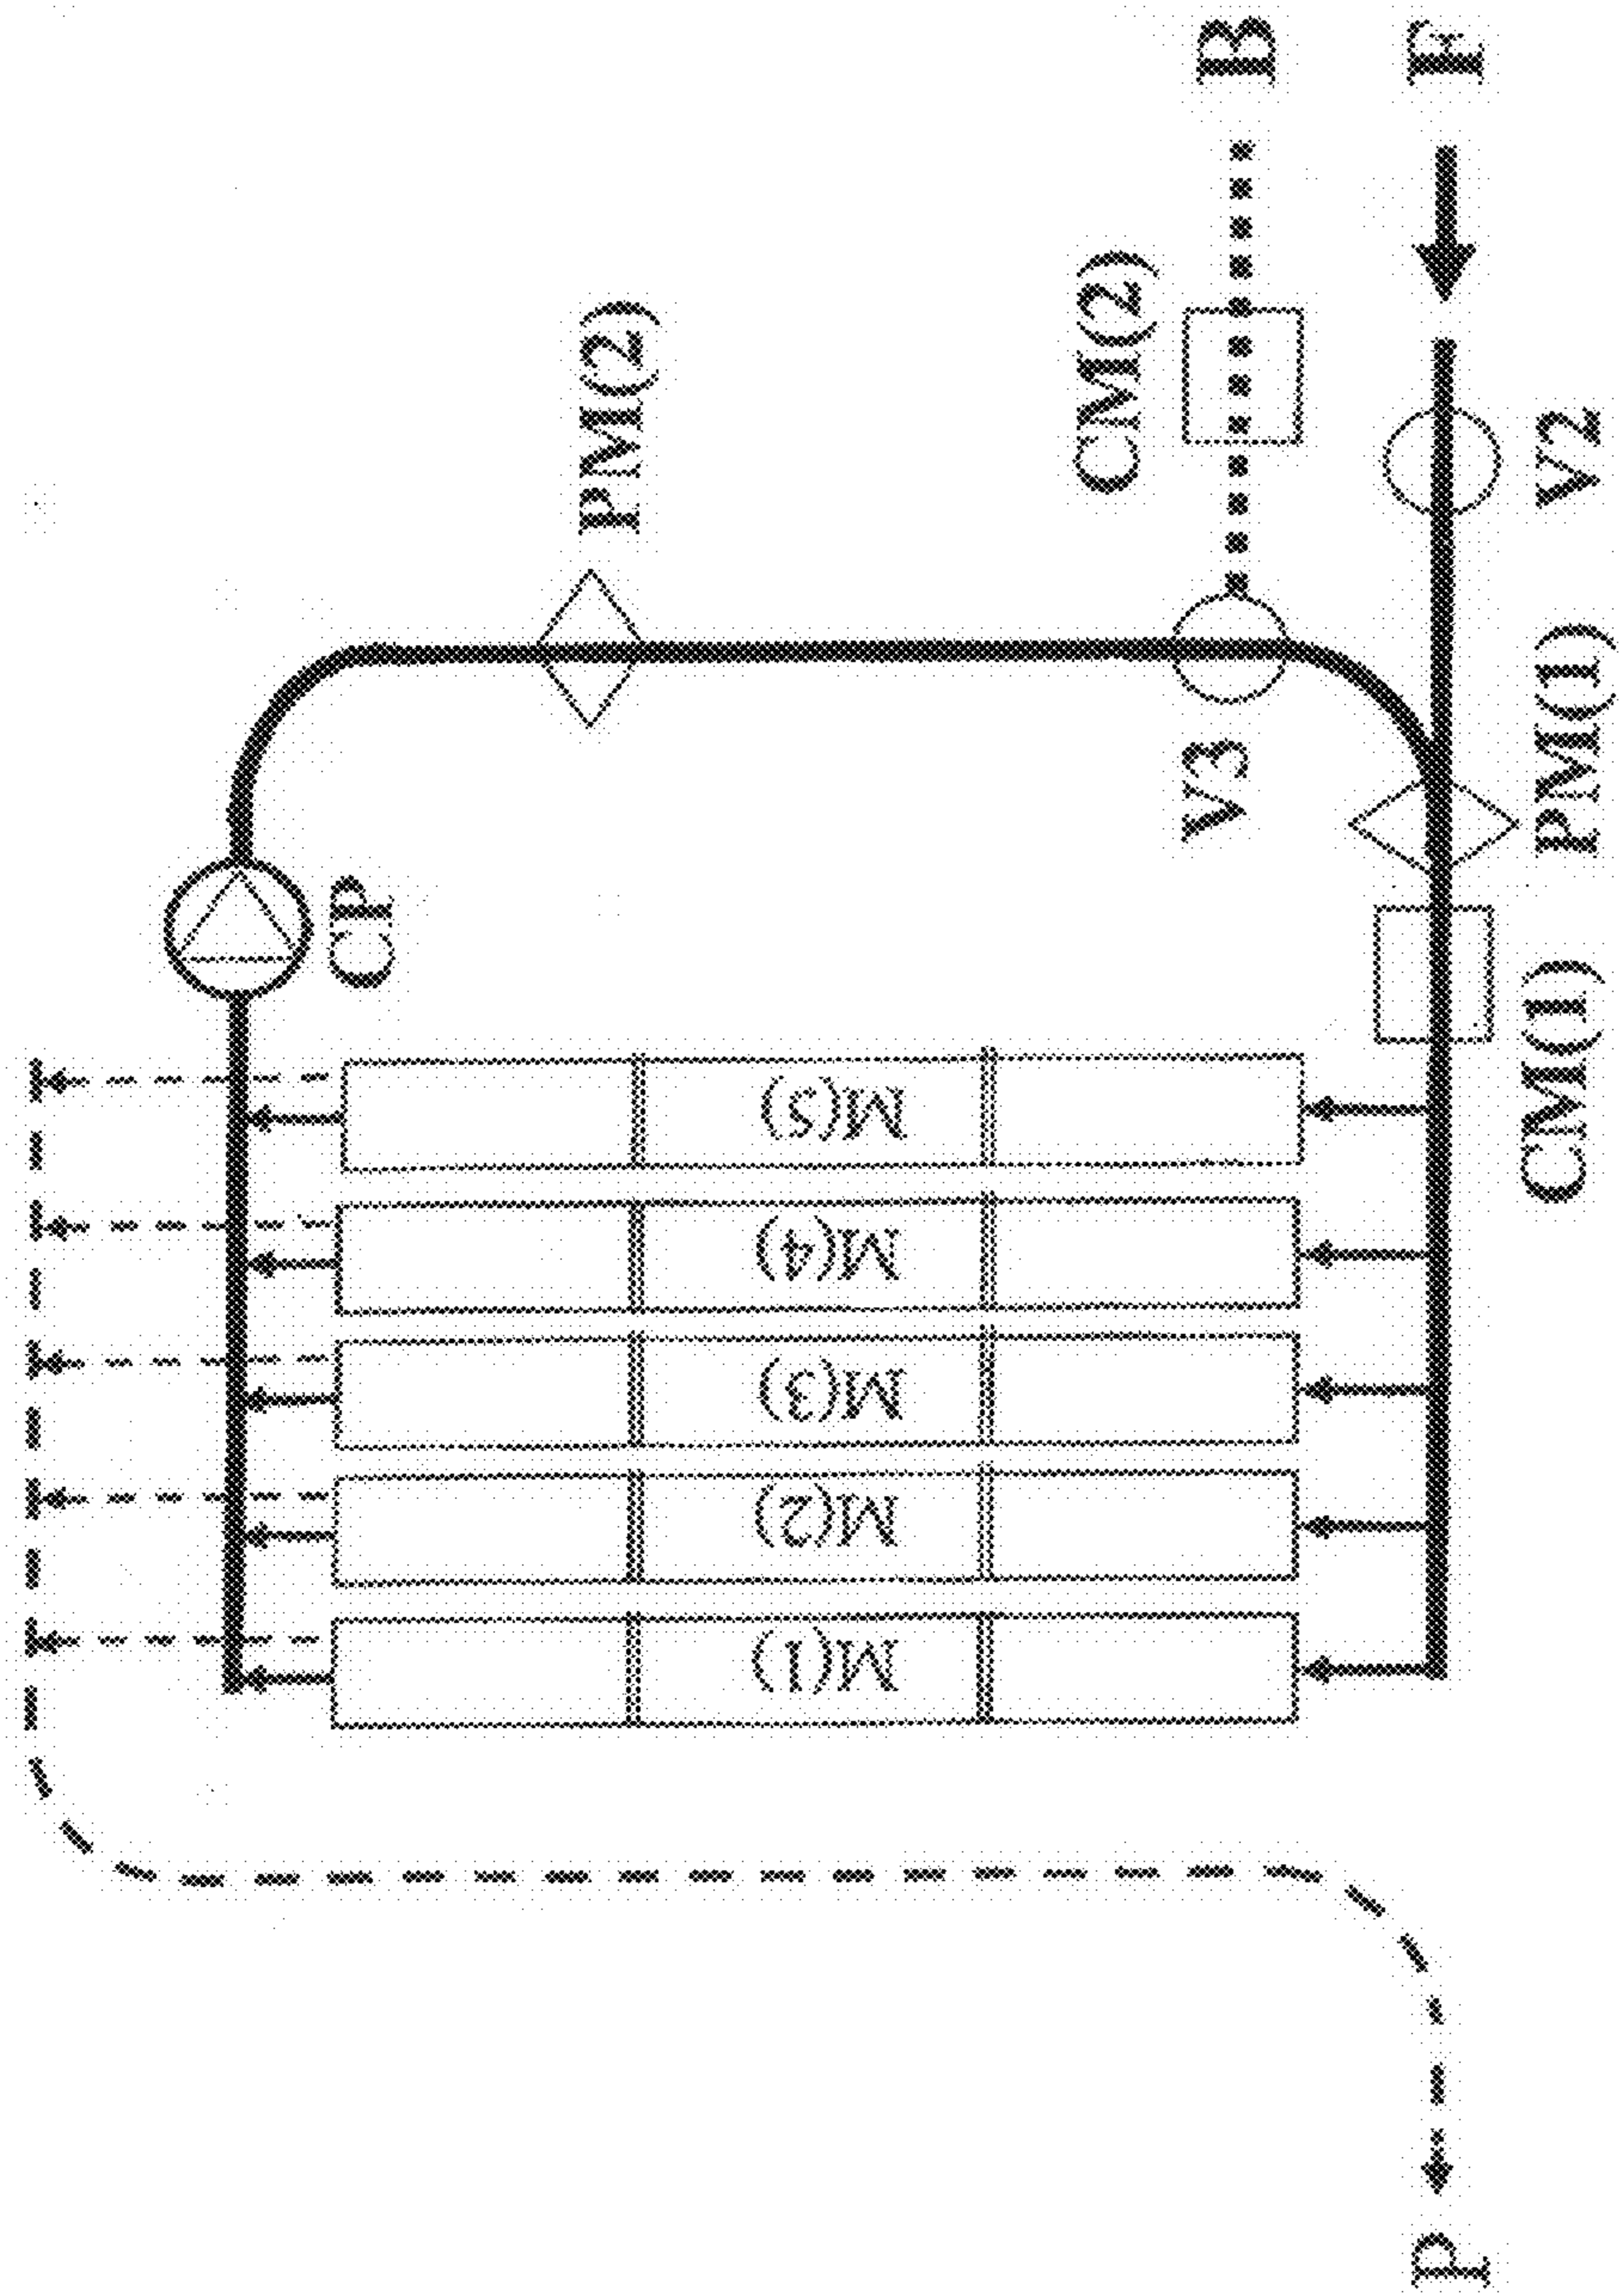 B
F
PM(2)
CM(2)
V2
V3
PM(1)
CP
CM(1)
M(5)
M(4)
M(3)
M(2)
M(1)
P